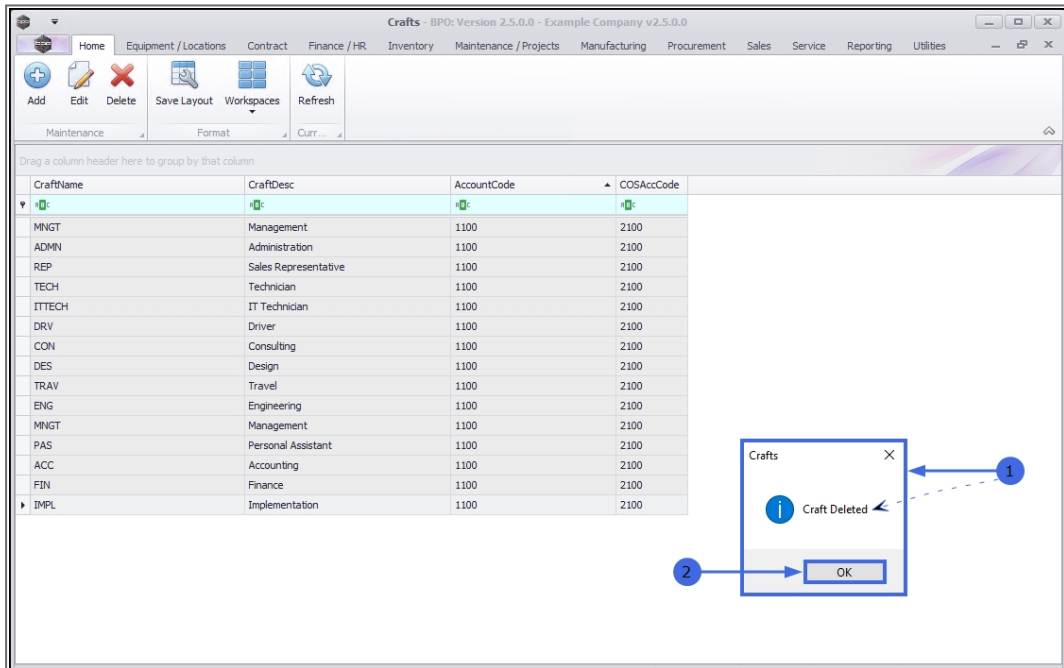 Crafts - BPO: Version 2.5.0.0 - Example Company v2.5.0.0
Home Equipment / Locations Contract Finance / HR Inventory Maintenance / Projects Manufacturing Procurement Sales Service Reporting Utilities
Add Edit Delete Save Layout Workspaces Refresh
Maintenance Format Curr...
Drag a column header here to group by that column
CraftName CraftDesc AccountCode COSAccCode
MNGT Management 1100 2100
ADMN Administration 1100 2100
REP Sales Representative 1100 2100
TECH Technician 1100 2100
ITTECH IT Technician 1100 2100
DRV Driver 1100 2100
CON Consulting 1100 2100
DES Design 1100 2100
TRAV Travel 1100 2100
ENG Engineering 1100 2100
MNGT Management 1100 2100
PAS Personal Assistant 1100 2100
ACC Accounting 1100 2100
FIN Finance 1100 2100
IMPL Implementation 1100 2100
Crafts
1
Craft Deleted
2
OK